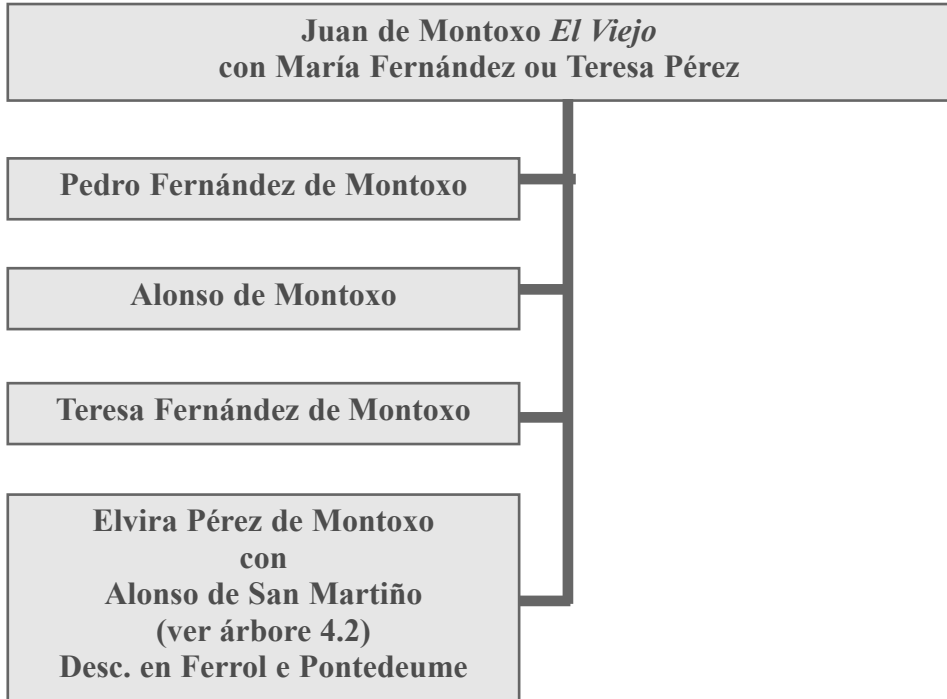 Juan de Montoxo El Viejo
con María Fernández ou Teresa Pérez
Pedro Fernández de Montoxo
Alonso de Montoxo
Teresa Fernández de Montoxo
Elvira Pérez de Montoxo
con
Alonso de San Martiño
(ver árbore 4.2)
Desc. en Ferrol e Pontedeume